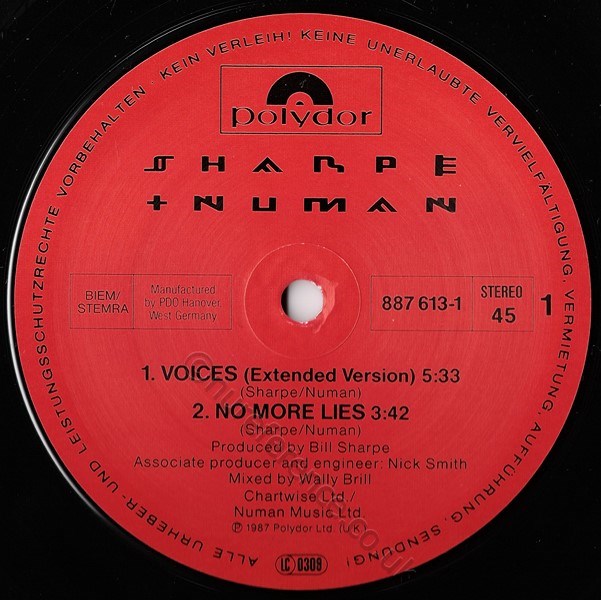 ALLE URHEBER- UND LEISTUNGSSCHUTZRECHTE VORBEHALTEN · KEIN VERLEIH! KEINE UNERLAUBTE VERVIELFÄLTIGUNG, VERMIETUNG, AUFFÜHRUNG, SENDUNG!
polydor
SHARPE
+NUMAN
BIEM/
STEMRA
Manufactured
by PDO Hanover
West Germany
887 613-1
STEREO
45
1
1. VOICES (Extended Version) 5:33
(Sharpe/Numan)
2. NO MORE LIES 3:42
(Sharpe/Numan)
Produced by Bill Sharpe
Associate producer and engineer: Nick Smith
Mixed by Wally Brill
Chartwise Ltd./
Numan Music Ltd.
℗ 1987 Polydor Ltd. (U.K.)
LC 0309